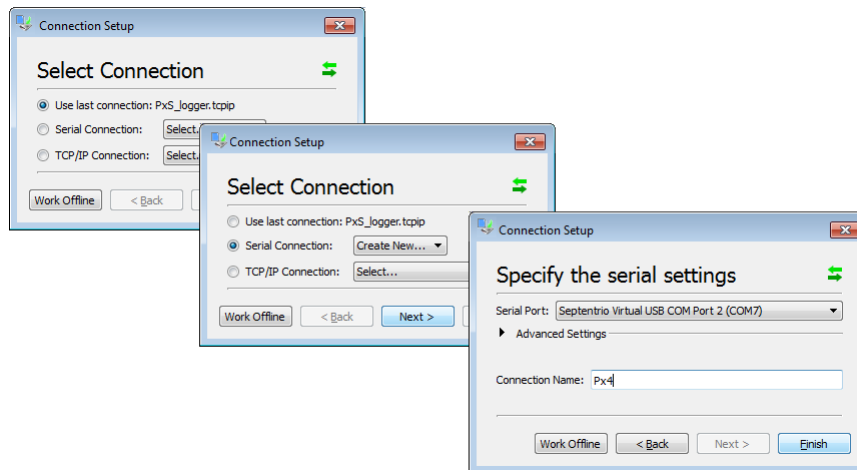 Connection Setup
Select Connection
Use last connection: PxS_logger.tcpip
Serial Connection: Select.
TCP/IP Connection: Select.
Work Offline < Back
Connection Setup
Select Connection
Use last connection: PxS_logger.tcpip
Serial Connection: Create New...
TCP/IP Connection: Select...
Work Offline < Back Next >
Connection Setup
Specify the serial settings
Serial Port: Septentrio Virtual USB COM Port 2 (COM7)
Advanced Settings
Connection Name: Px4
Work Offline < Back Next > Finish